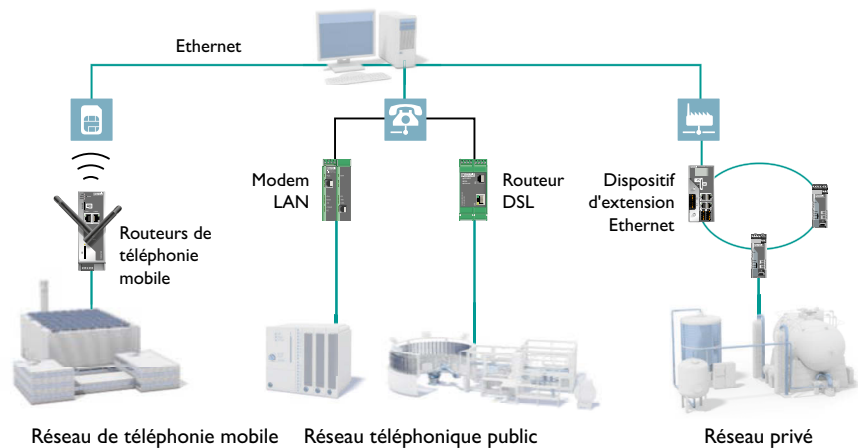 Ethernet
Modem
LAN
Routeur
DSL
Dispositif
d'extension
Ethernet
Routeurs de
téléphonie
mobile
Réseau de téléphonie mobile
Réseau téléphonique public
Réseau privé